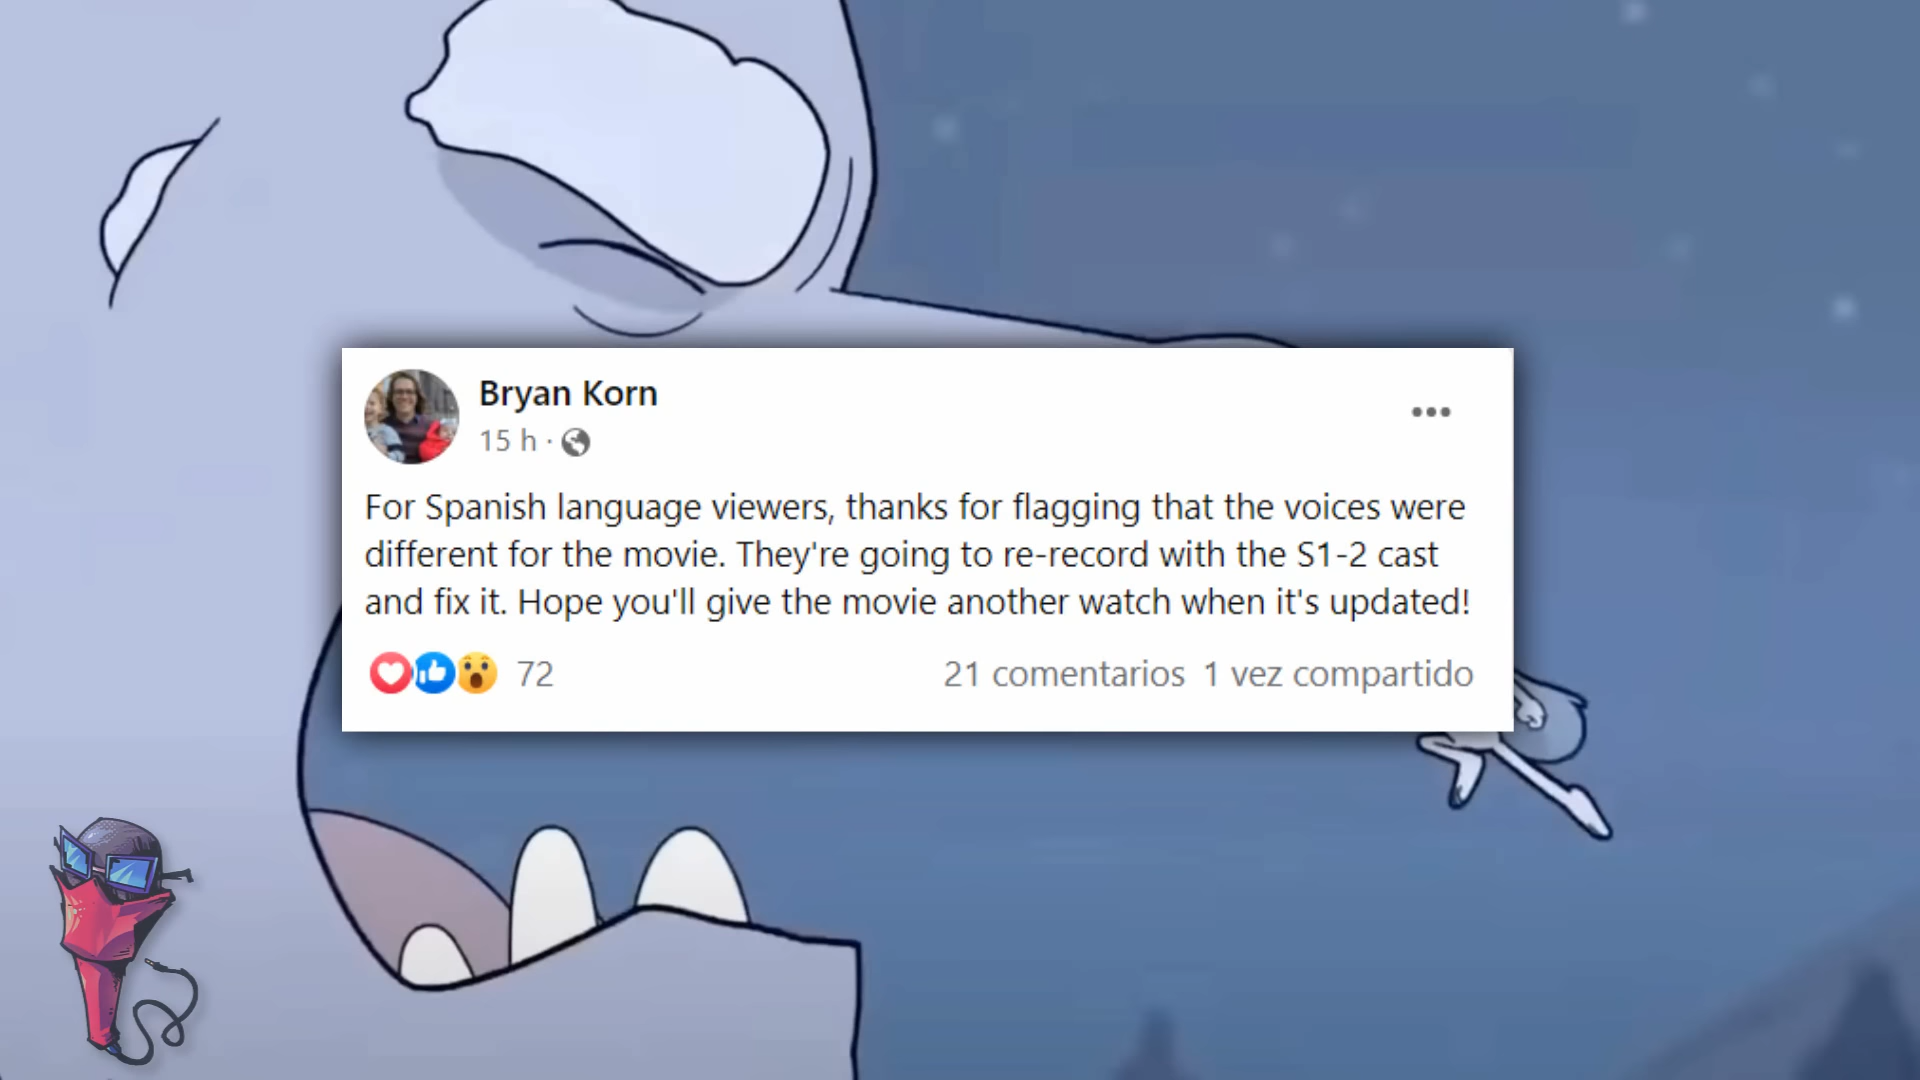 Bryan Korn
15 h ·
For Spanish language viewers, thanks for flagging that the voices were
different for the movie. They're going to re-record with the S1-2 cast
and fix it. Hope you'll give the movie another watch when it's updated!
72 21 comentarios 1 vez compartido